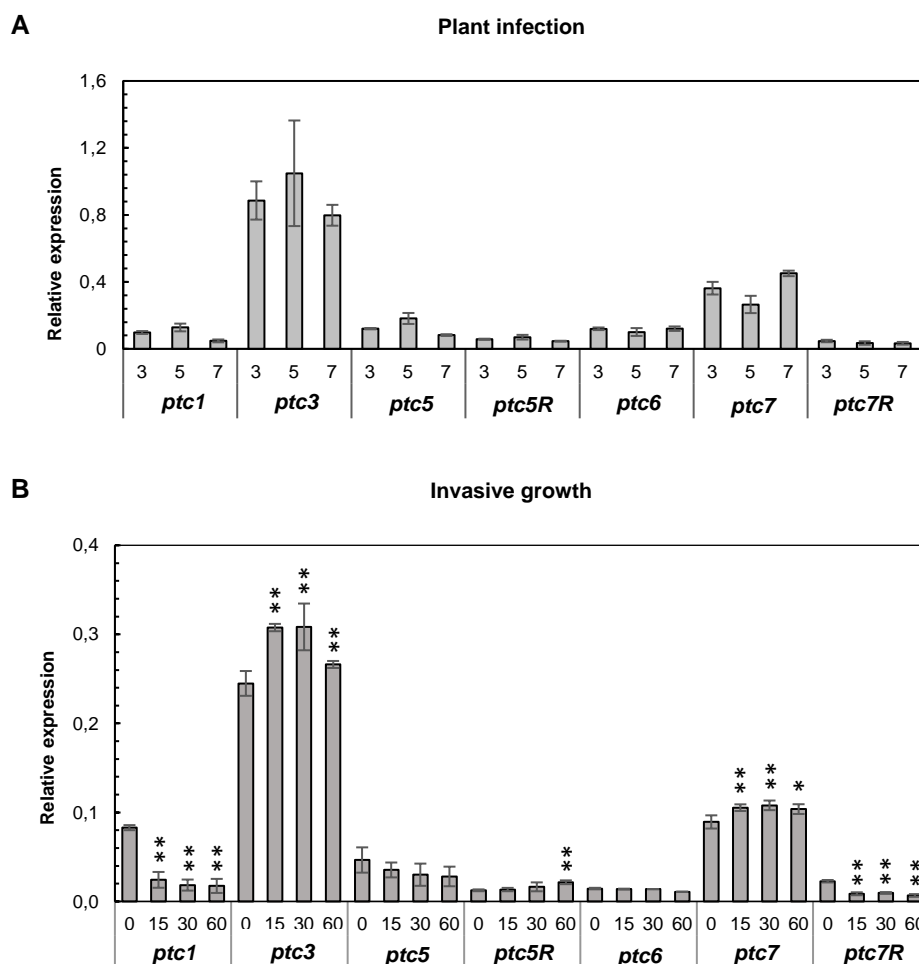 A
Plant infection
Relative expression
1,6
1,2
0,8
0,4
0
3 5 7 3 5 7 3 5 7 3 5 7 3 5 7 3 5 7 3 5 7
ptc1 ptc3 ptc5 ptc5R ptc6 ptc7 ptc7R
B
Invasive growth
Relative expression
0,4
0,3
0,2
0,1
0,0
** ** ** ** ** ** ** ** ** * ** ** **
0 15 30 60 0 15 30 60 0 15 30 60 0 15 30 60 0 15 30 60 0 15 30 60 0 15 30 60
ptc1 ptc3 ptc5 ptc5R ptc6 ptc7 ptc7R